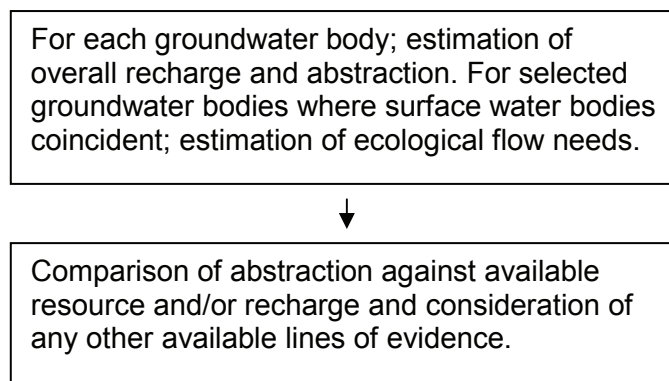 For each groundwater body; estimation of
overall recharge and abstraction. For selected
groundwater bodies where surface water bodies
coincident; estimation of ecological flow needs.
Comparison of abstraction against available
resource and/or recharge and consideration of
any other available lines of evidence.